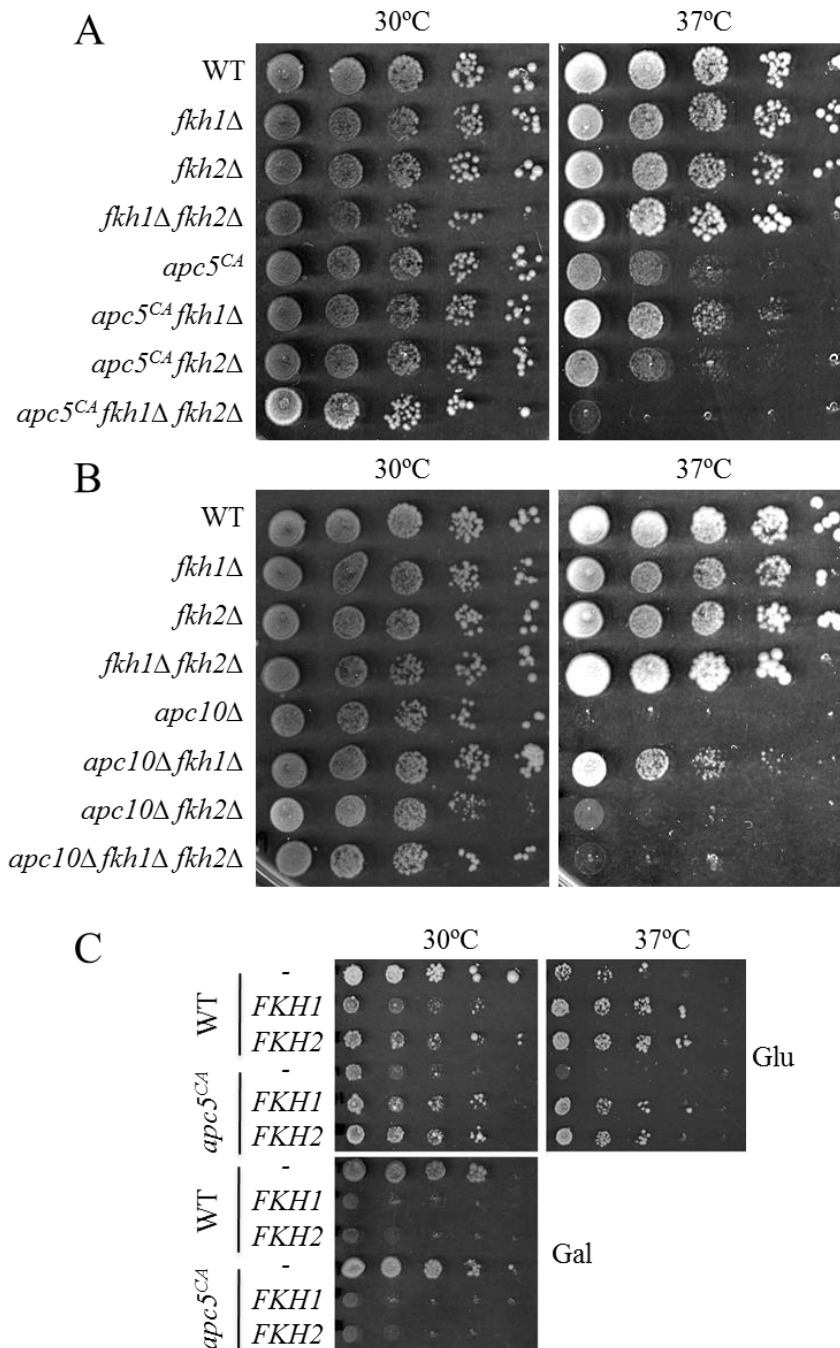 A
30ºC 37ºC
WT
fkh1Δ
fkh2Δ
fkh1Δ fkh2Δ
apc5CA
apc5CA fkh1Δ
apc5CA fkh2Δ
apc5CA fkh1Δ fkh2Δ
B
30ºC 37ºC
WT
fkh1Δ
fkh2Δ
fkh1Δ fkh2Δ
apc10Δ
apc10Δ fkh1Δ
apc10Δ fkh2Δ
apc10Δ fkh1Δ fkh2Δ
C
30ºC 37ºC
WT
-
FKH1
FKH2
apc5CA
-
FKH1
FKH2
Glu
WT
-
FKH1
FKH2
apc5CA
-
FKH1
FKH2
Gal